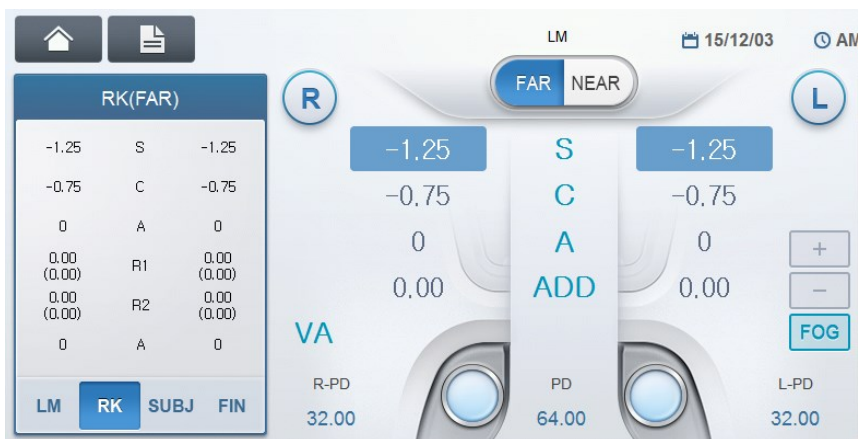 LM
15/12/03
AM
RK(FAR)
-1.25 S -1.25
-0.75 C -0.75
0 A 0
0.00 (0.00) R1 0.00 (0.00)
0.00 (0.00) R2 0.00 (0.00)
0 A 0
LM RK SUBJ FIN
R FAR NEAR L
-1.25 S -1.25
-0.75 C -0.75
0 A 0
0.00 ADD 0.00
+
-
FOG
VA
R-PD PD L-PD
32.00 64.00 32.00